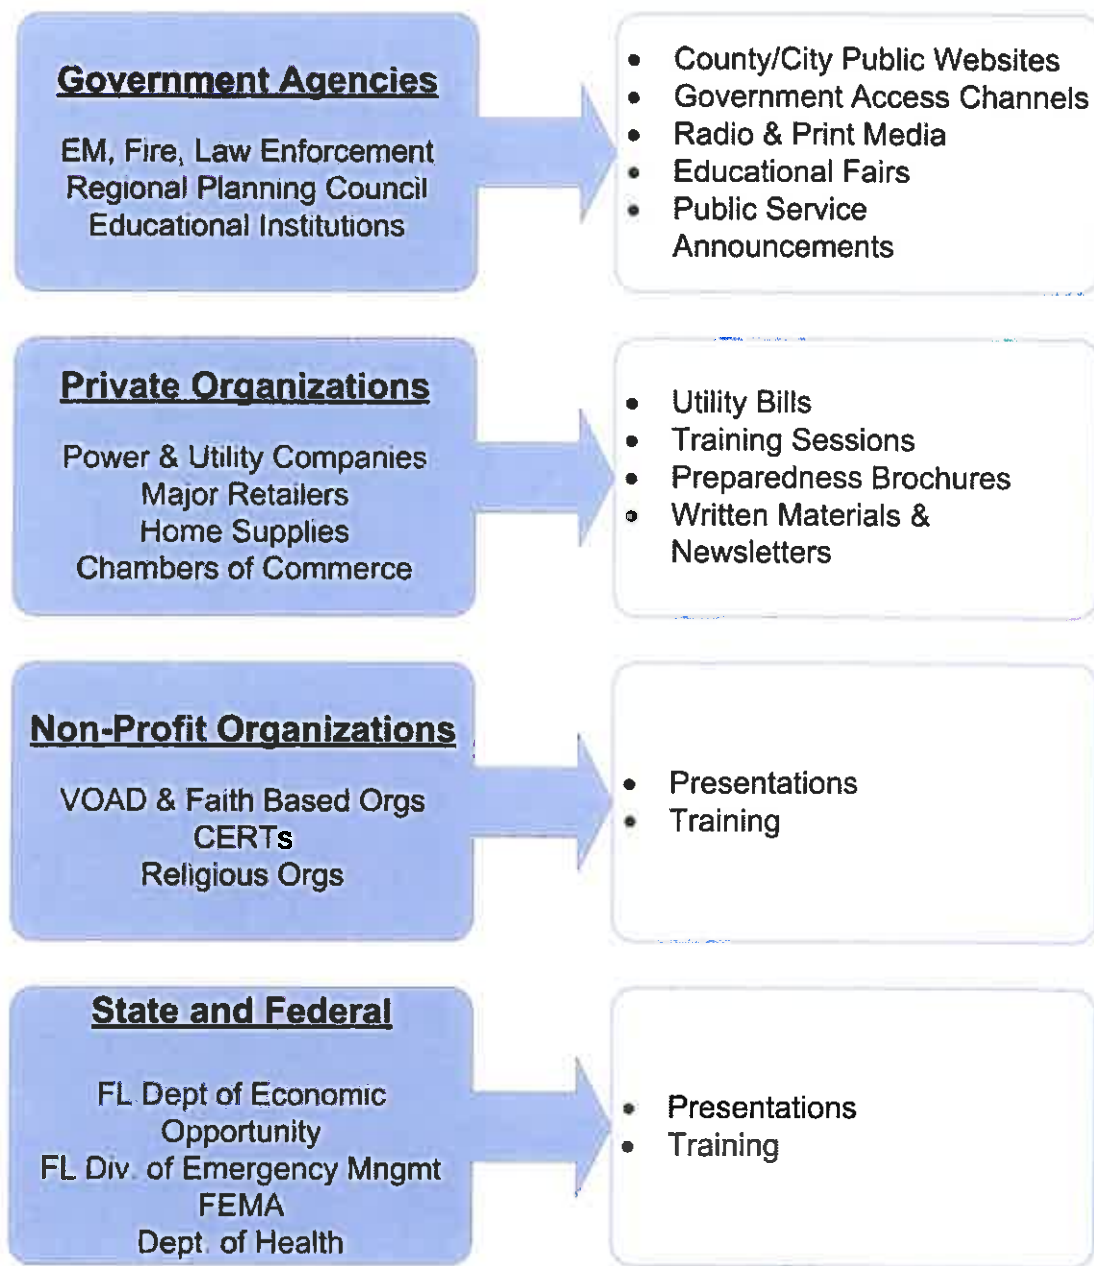 Government Agencies
EM, Fire, Law Enforcement
Regional Planning Council
Educational Institutions
• County/City Public Websites
• Government Access Channels
• Radio & Print Media
• Educational Fairs
• Public Service
Announcements
Private Organizations
Power & Utility Companies
Major Retailers
Home Supplies
Chambers of Commerce
• Utility Bills
• Training Sessions
• Preparedness Brochures
• Written Materials &
Newsletters
Non-Profit Organizations
VOAD & Faith Based Orgs
CERTs
Religious Orgs
• Presentations
• Training
State and Federal
FL Dept of Economic
Opportunity
FL Div. of Emergency Mngmt
FEMA
Dept. of Health
• Presentations
• Training